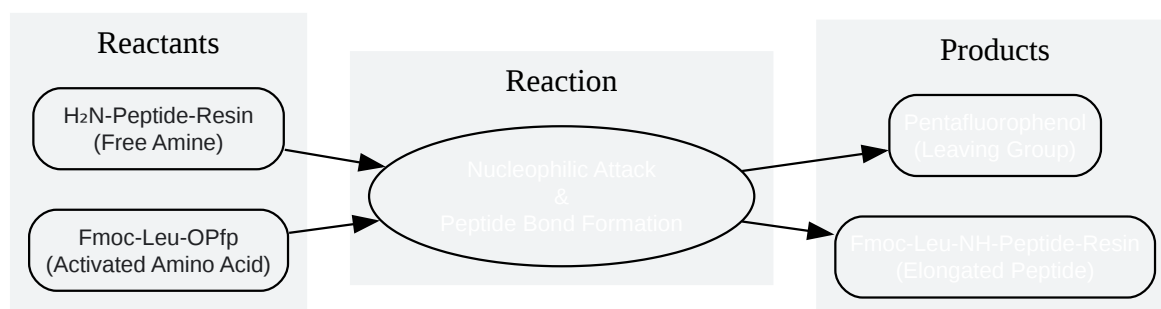 Reactants
H₂N-Peptide-Resin
(Free Amine)
Fmoc-Leu-OPfp
(Activated Amino Acid)
Reaction
Nucleophilic Attack
&
Peptide Bond Formation
Products
Pentafluorophenol
(Leaving Group)
Fmoc-Leu-NH-Peptide-Resin
(Elongated Peptide)